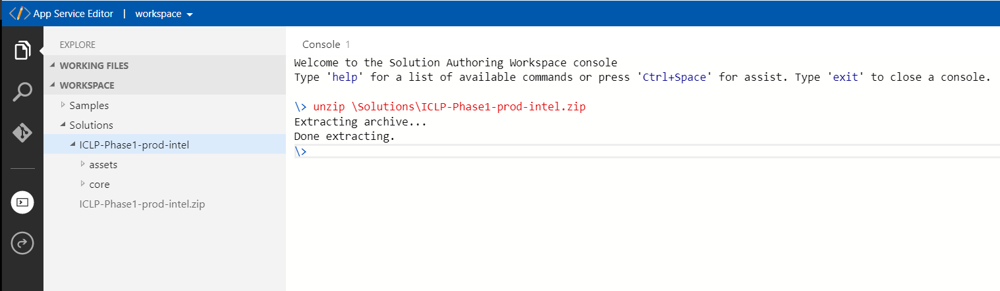 App Service Editor | workspace
EXPLORE
WORKING FILES
WORKSPACE
Samples
Solutions
ICLP-Phase1-prod-intel
assets
core
ICLP-Phase1-prod-intel.zip
Console 1
Welcome to the Solution Authoring Workspace console
Type 'help' for a list of available commands or press 'Ctrl+Space' for assist. Type 'exit' to close a console.
\> unzip \Solutions\ICLP-Phase1-prod-intel.zip
Extracting archive...
Done extracting.
\>